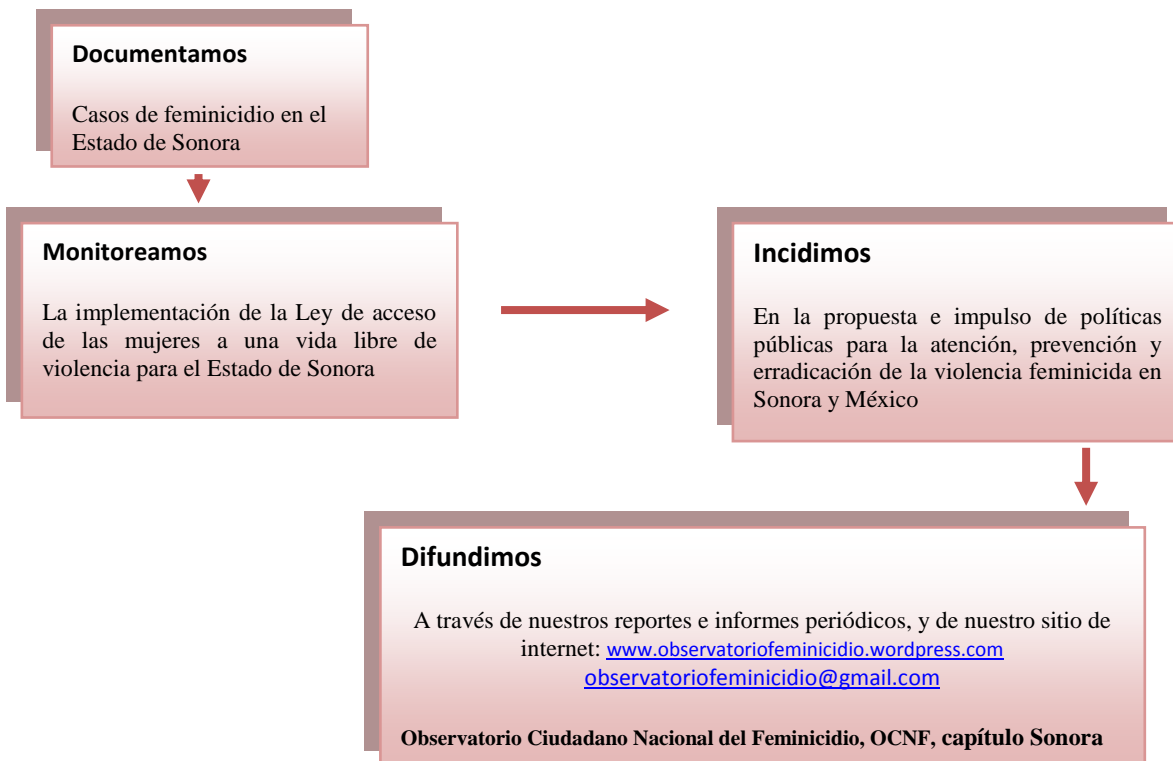 Documentamos
Casos de feminicidio en el
Estado de Sonora
Monitoreamos
La implementación de la Ley de acceso
de las mujeres a una vida libre de
violencia para el Estado de Sonora
Incidimos
En la propuesta e impulso de políticas
públicas para la atención, prevención y
erradicación de la violencia feminicida en
Sonora y México
Difundimos
A través de nuestros reportes e informes periódicos, y de nuestro sitio de
internet: www.observatoriofeminicidio.wordpress.com
observatoriofeminicidio@gmail.com
Observatorio Ciudadano Nacional del Feminicidio, OCNF, capítulo Sonora